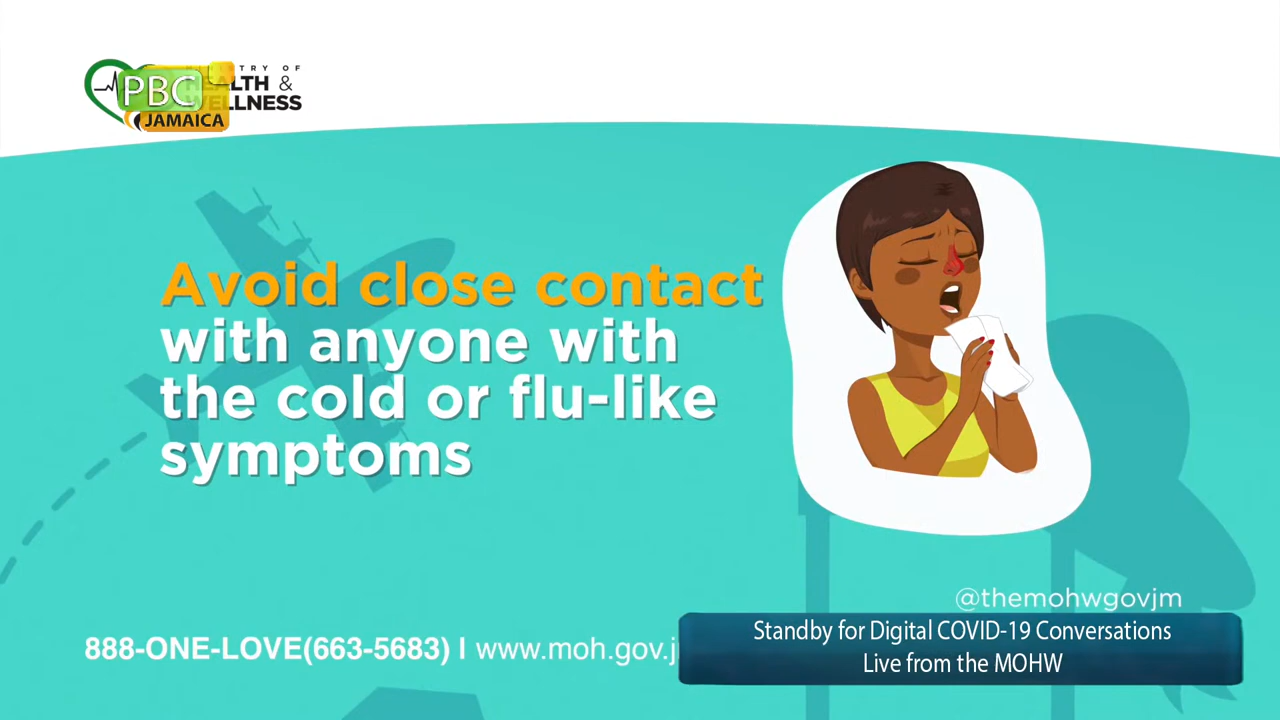 PBC
JAMAICA
& 
WELLNESS
Avoid close contact
with anyone with
the cold or flu-like
symptoms
@themohwgovjm
Standby for Digital COVID-19 Conversations
Live from the MOHW
888-ONE-LOVE(663-5683) I www.moh.gov.j